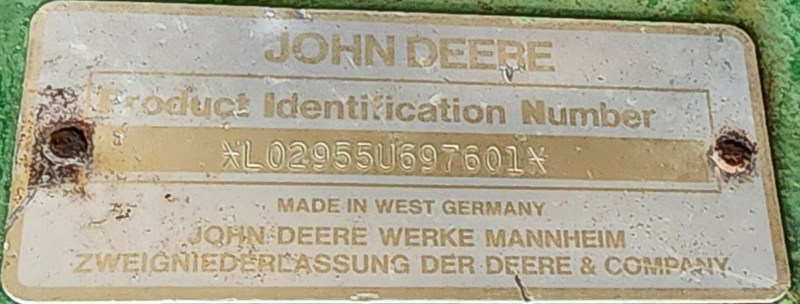 JOHN DEERE
Product Identification Number
*L02955U697601*
MADE IN WEST GERMANY
JOHN DEERE WERKE MANNHEIM
ZWEIGNIEDERLASSUNG DER DEERE & COMPANY